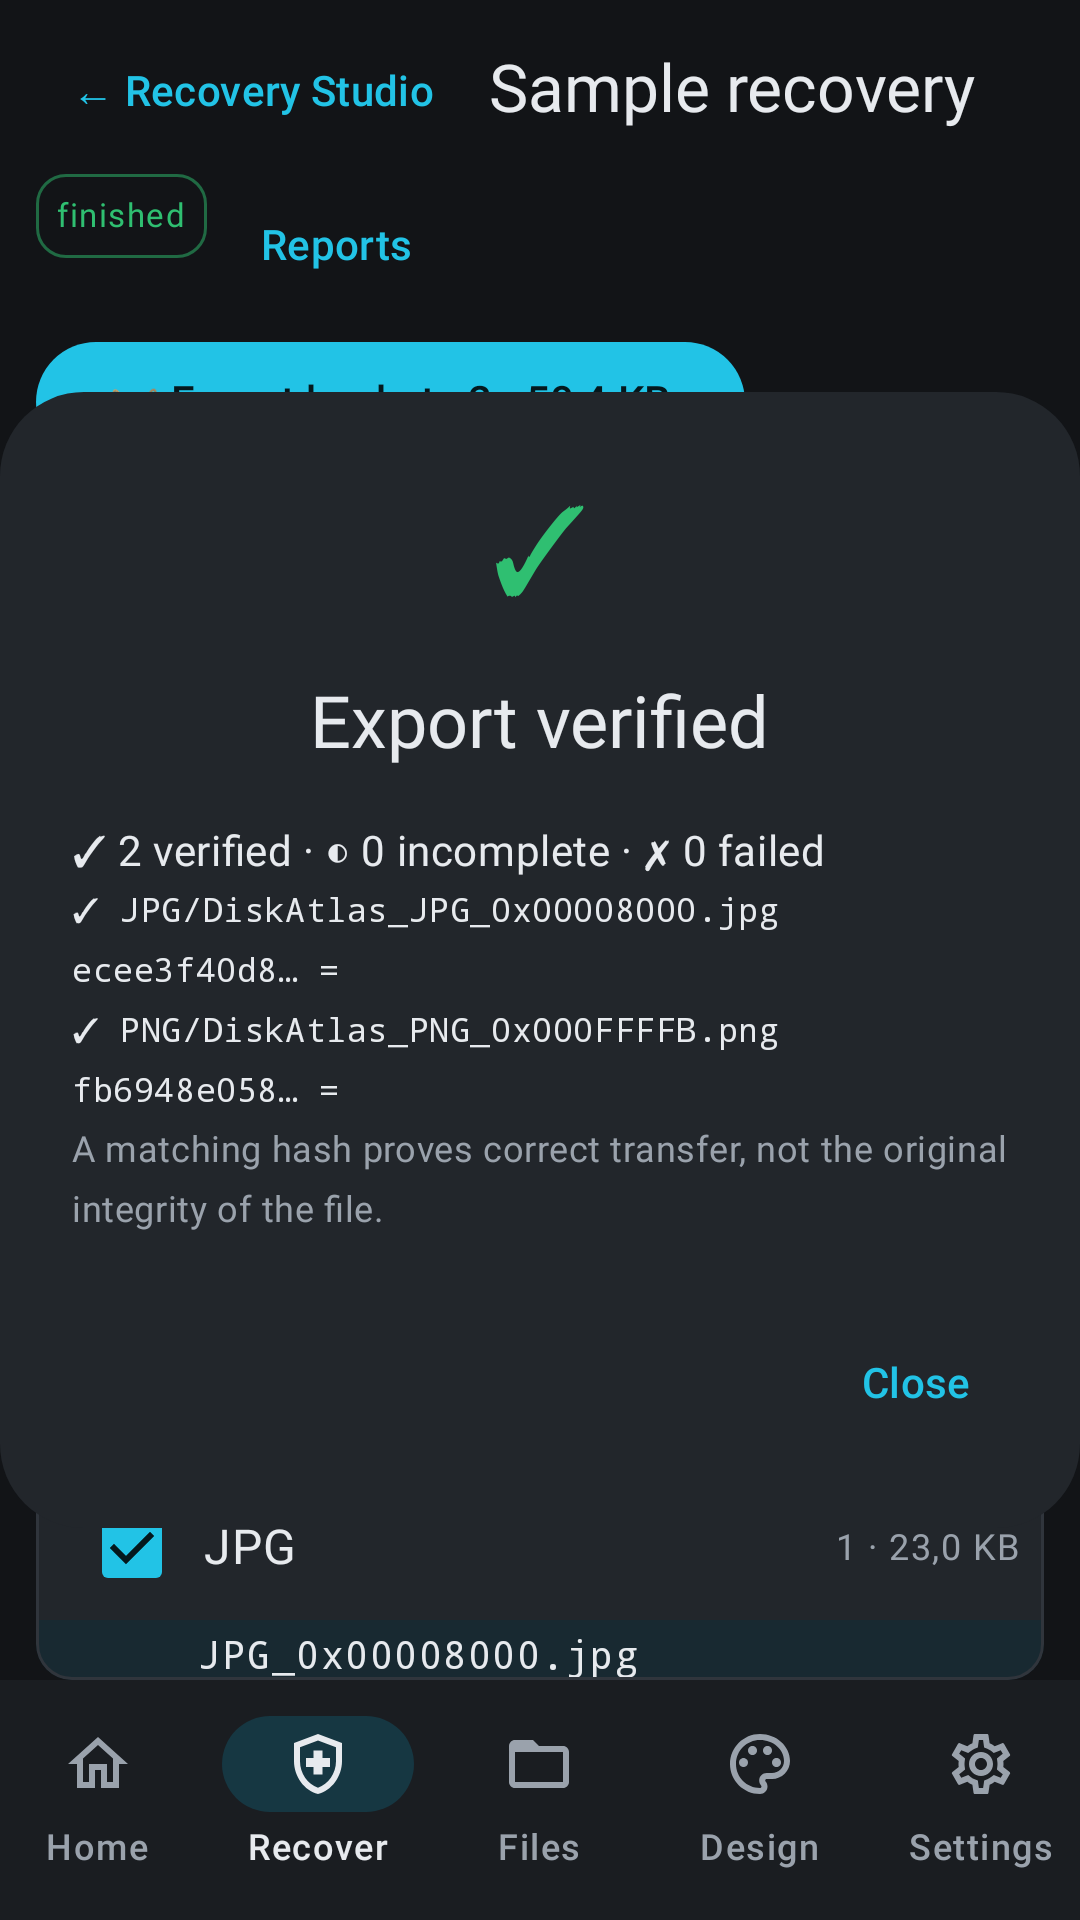 ← Recovery Studio
Sample recovery
finished
Reports
✓ 
Export verified
✓ 2 verified · ◐ 0 incomplete · ✗ 0 failed
✓ JPG/DiskAtlas_JPG_0x00008000.jpg
ecee3f40d8… =
✓ PNG/DiskAtlas_PNG_0x000FFFFB.png
fb6948e058… =
A matching hash proves correct transfer, not the original
integrity of the file.
Close
JPG
1 · 23,0 KB
JPG_0x00008000.jpg
Home
Recover
Files
Design
Settings